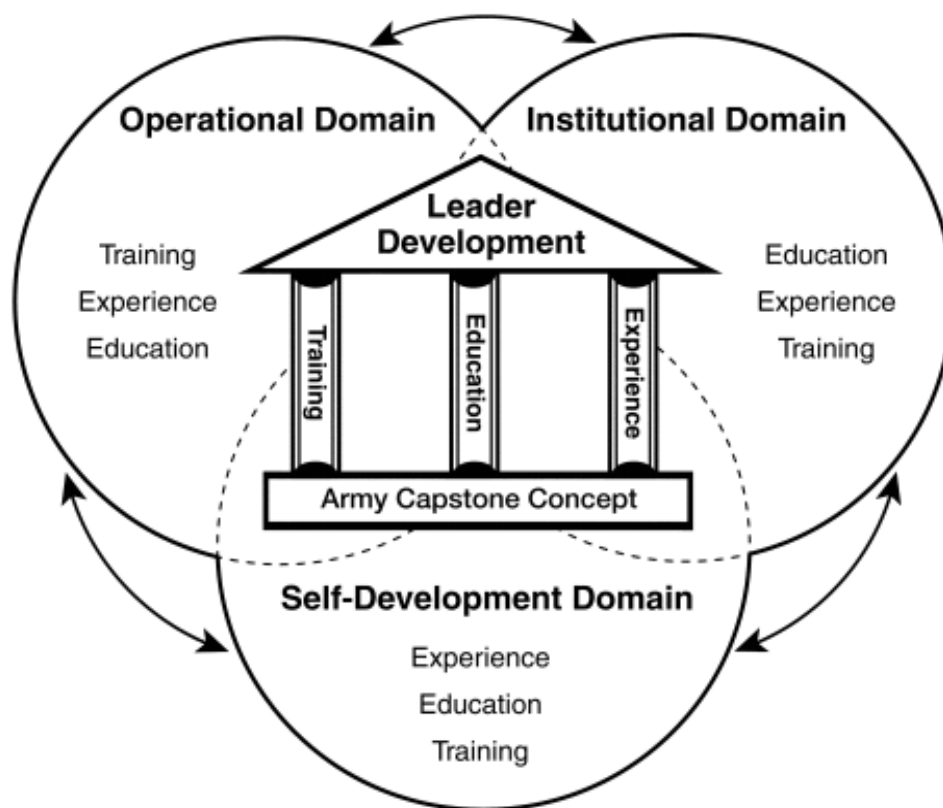 Operational Domain
Institutional Domain
Leader
Development
Training
Experience
Education
Education
Experience
Training
Training
Education
Experience
Army Capstone Concept
Self-Development Domain
Experience
Education
Training